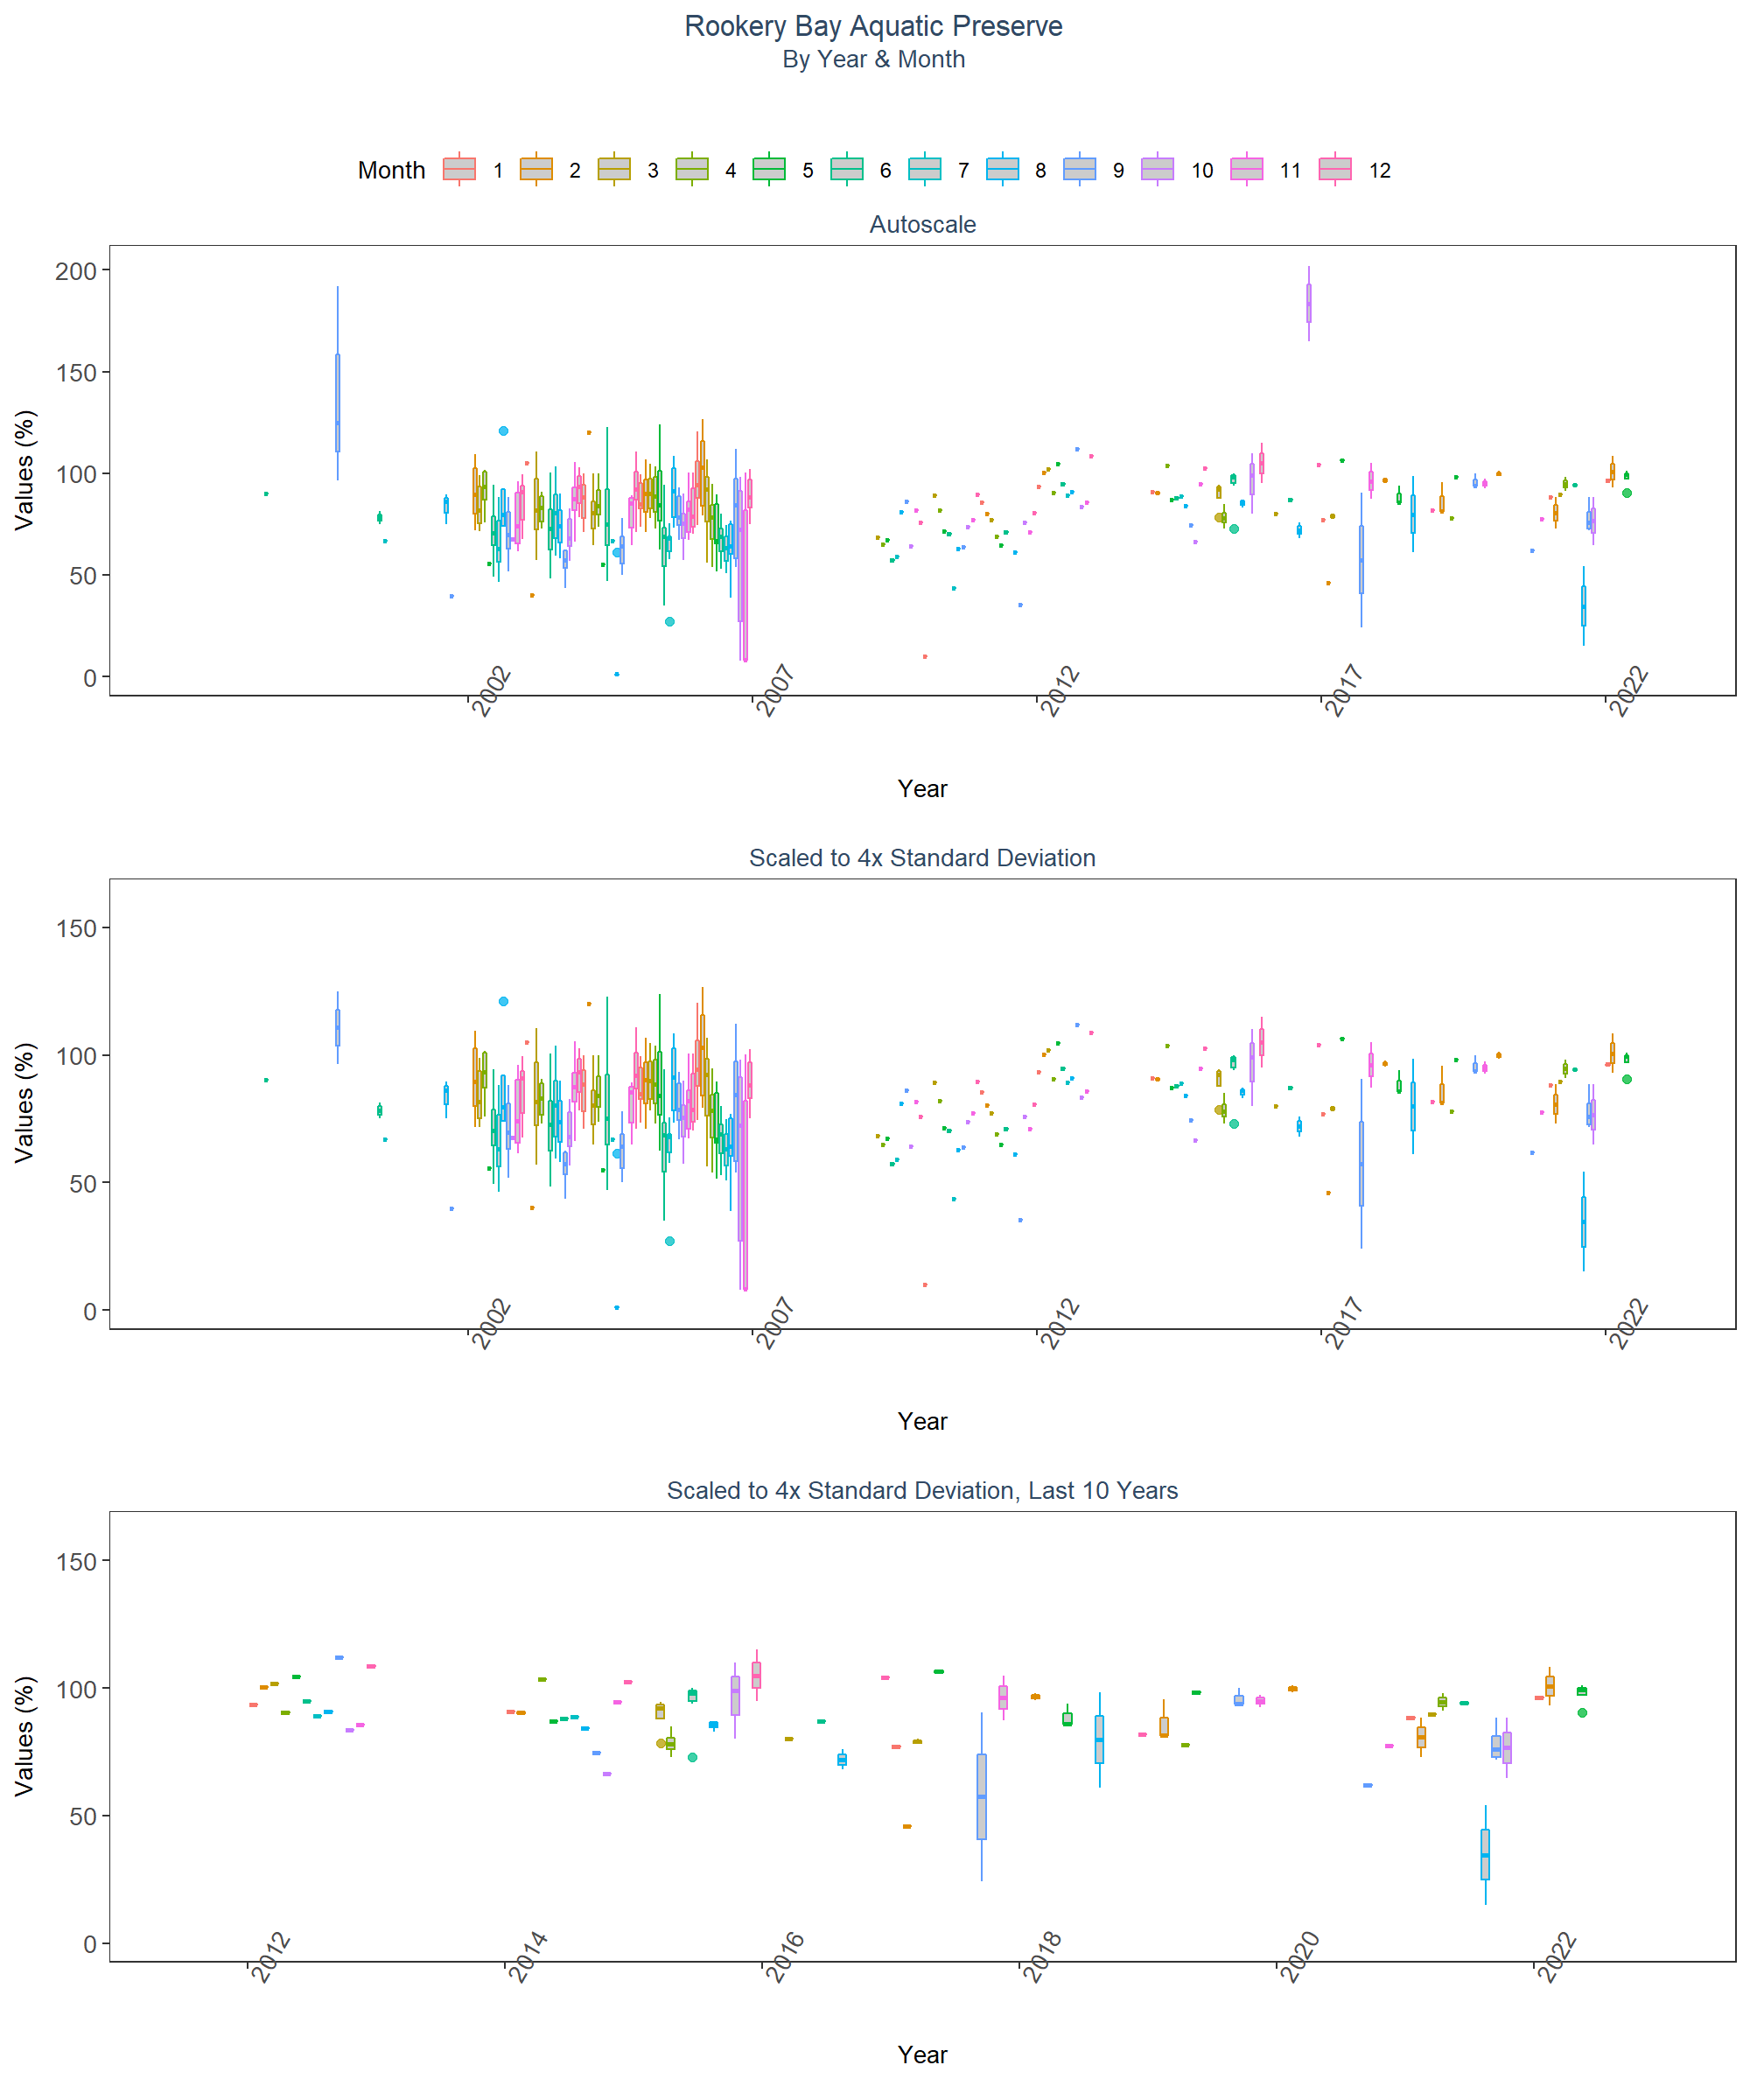 Rookery Bay Aquatic Preserve
By Year & Month
Month 1 2 3 4 5 6 7 8 9 10 11 12
Autoscale
Values (%)
200
150
100
50
0
2002 2007 2012 2017 2022
Year
Scaled to 4x Standard Deviation
Values (%)
150
100
50
0
2002 2007 2012 2017 2022
Year
Scaled to 4x Standard Deviation, Last 10 Years
Values (%)
150
100
50
0
2012 2014 2016 2018 2020 2022
Year